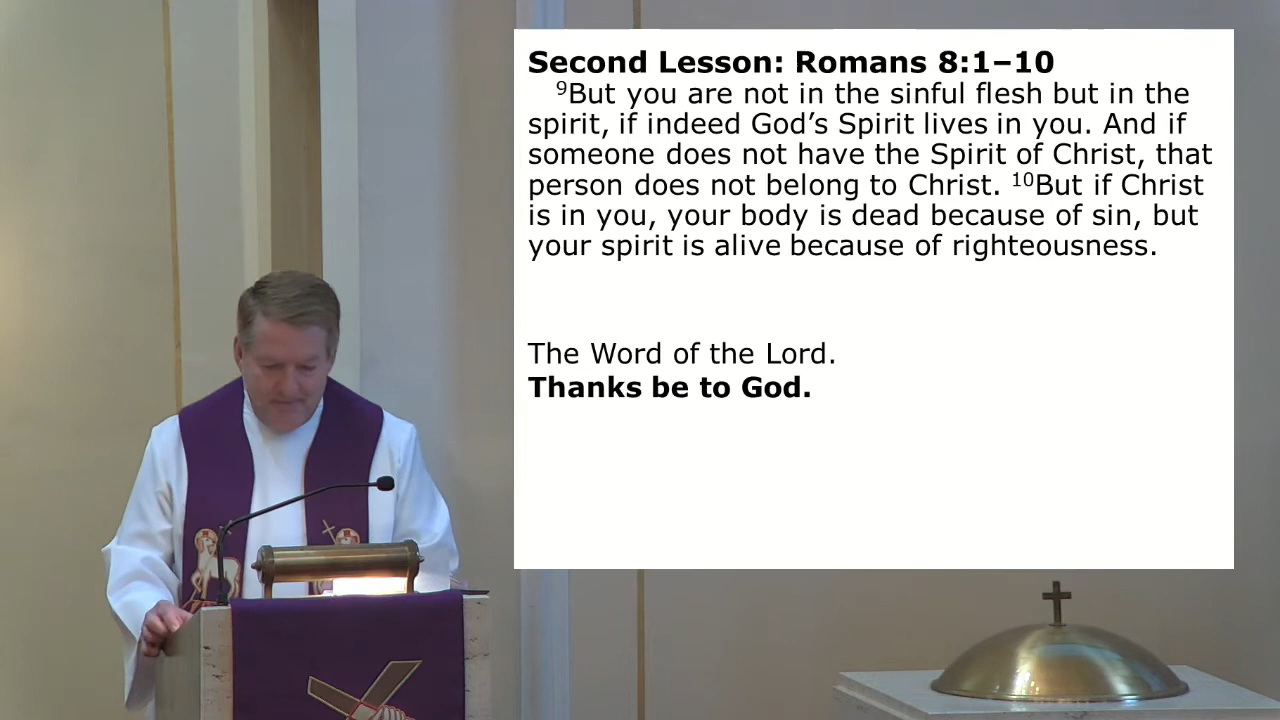 Second Lesson: Romans 8:1–10
⁹But you are not in the sinful flesh but in the
spirit, if indeed God’s Spirit lives in you. And if
someone does not have the Spirit of Christ, that
person does not belong to Christ. ¹⁰But if Christ
is in you, your body is dead because of sin, but
your spirit is alive because of righteousness.
The Word of the Lord.
Thanks be to God.